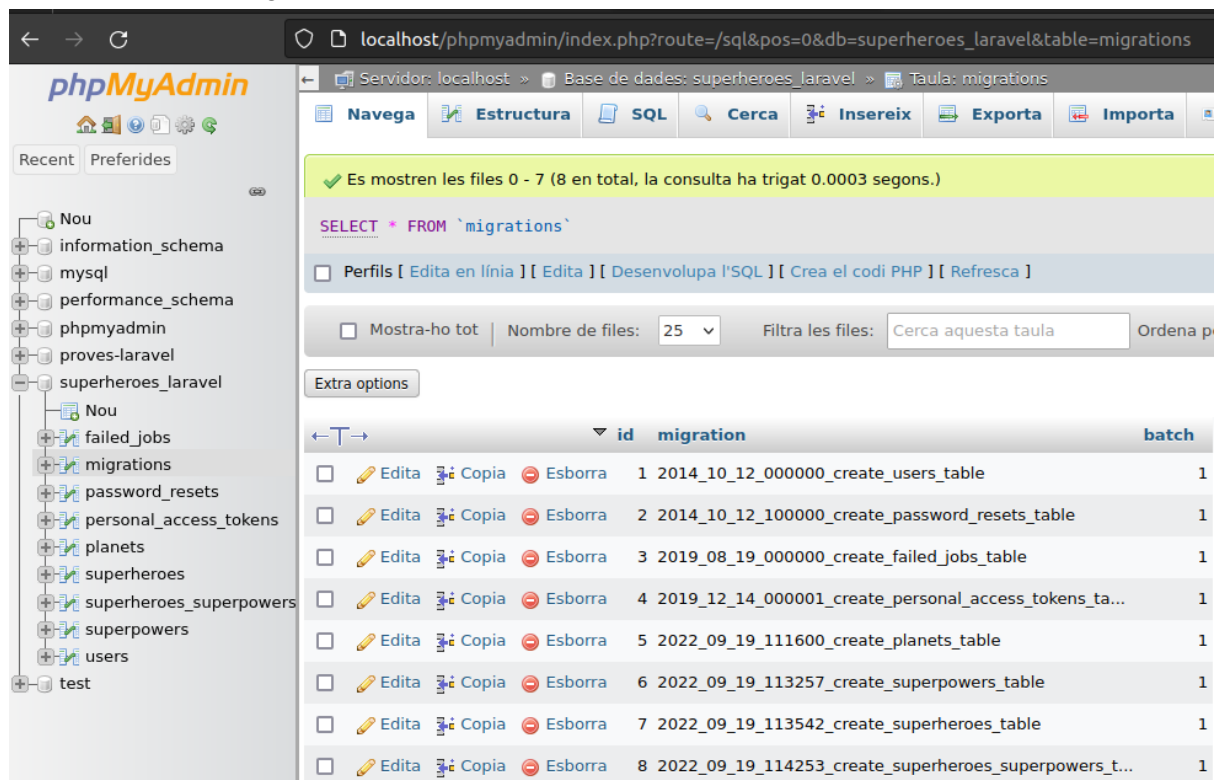 localhost/phpmyadmin/index.php?route=/sql&pos=0&db=superheroes_laravel&table=migrations
phpMyAdmin
Recent Preferides
Nou
information_schema
mysql
performance_schema
phpmyadmin
proves-laravel
superheroes_laravel
Nou
failed_jobs
migrations
password_resets
personal_access_tokens
planets
superheroes
superheroes_superpowers
superpowers
users
test
Servidor: localhost » Base de dades: superheroes_laravel » Taula: migrations
Navega Estructura SQL Cerca Insereix Exporta Importa
Es mostren les files 0 - 7 (8 en total, la consulta ha trigat 0.0003 segons.)
SELECT * FROM `migrations`
Perfils [ Edita en línia ] [ Edita ] [ Desenvolupa l'SQL ] [ Crea el codi PHP ] [ Refresca ]
Mostra-ho tot | Nombre de files: 25 Filtra les files: Cerca aquesta taula Ordena
Extra options
←T→ id migration batch
Edita Copia Esborra 1 2014_10_12_000000_create_users_table 1
Edita Copia Esborra 2 2014_10_12_100000_create_password_resets_table 1
Edita Copia Esborra 3 2019_08_19_000000_create_failed_jobs_table 1
Edita Copia Esborra 4 2019_12_14_000001_create_personal_access_tokens_ta... 1
Edita Copia Esborra 5 2022_09_19_111600_create_planets_table 1
Edita Copia Esborra 6 2022_09_19_113257_create_superpowers_table 1
Edita Copia Esborra 7 2022_09_19_113542_create_superheroes_table 1
Edita Copia Esborra 8 2022_09_19_114253_create_superheroes_superpowers_t... 1